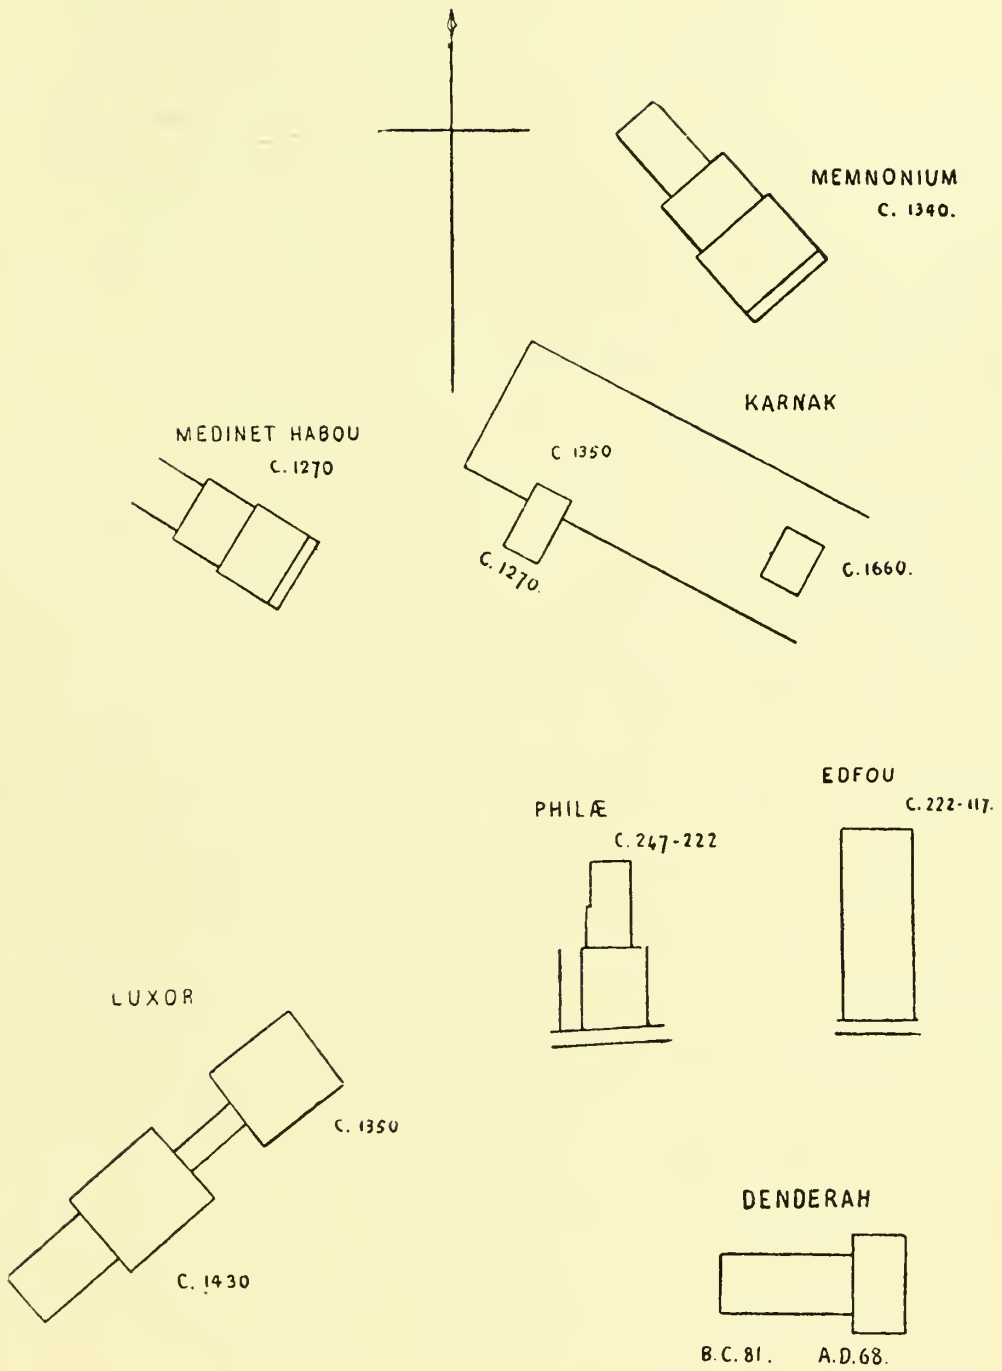 MEMNONIUM
C. 1340.
KARNAK
C 1350
C. 1270.
C. 1660.
MEDINET HABOU
C. 1270
EDFOU
C. 222-117.
PHILÆ
C. 247-222
LUXOR
C. 1350
C. 1430
DENDERAH
B.C. 81. A.D. 68.